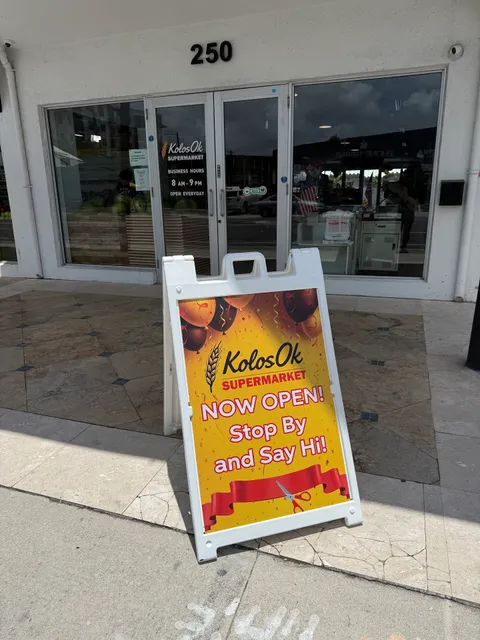 250
KolosOk
SUPERMARKET
BUSINESS HOURS
8 AM - 9 PM
OPEN EVERYDAY
KolosOk
SUPERMARKET
NOW OPEN!
Stop By
and Say Hi!